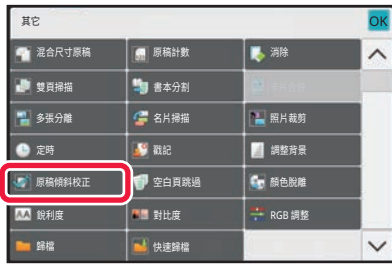 其它
OK
混合尺寸原稿
原稿計數
消除
雙頁掃描
書本分割
多張分離
名片掃描
照片裁剪
定時
戳記
調整背景
原稿傾斜校正
空白頁跳過
顏色脫離
AA 銳利度
對比度
RGB 調整
歸檔
快速歸檔